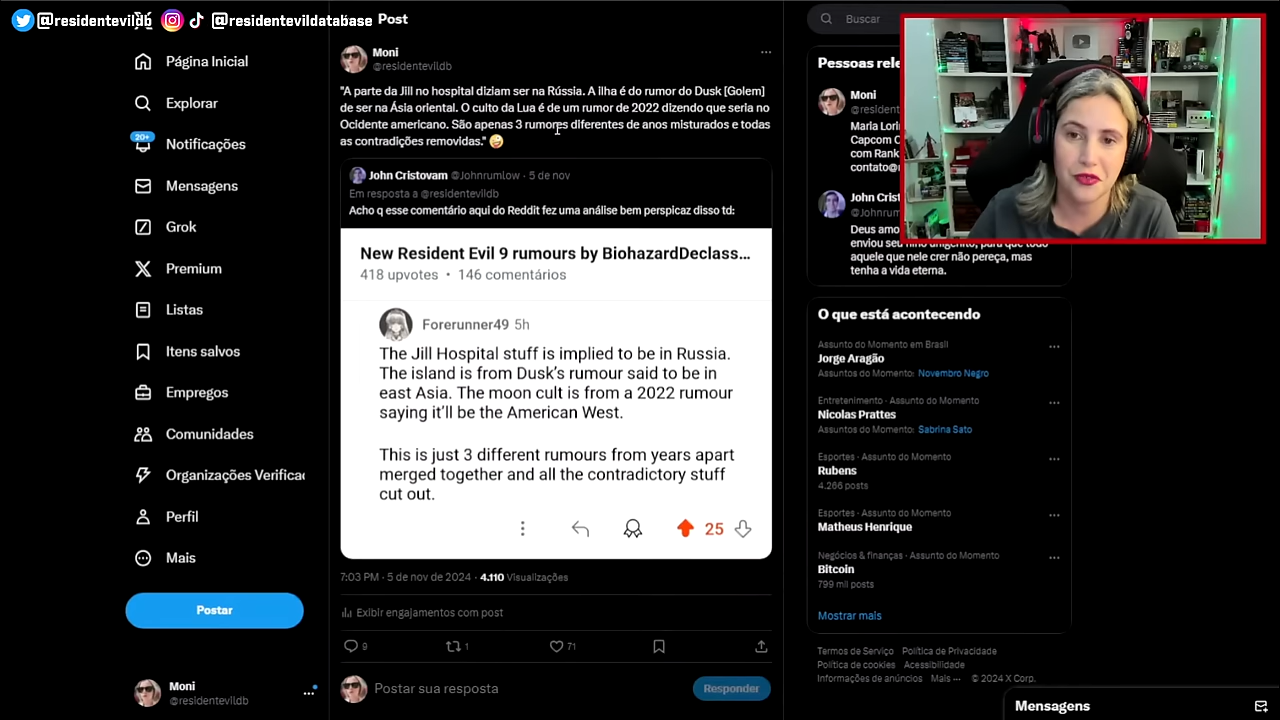 @residentevildb @residentevildatabase
Post
Página Inicial
Explorar
20+
Notificações
Mensagens
Grok
Premium
Listas
Itens salvos
Empregos
Comunidades
Organizações Verificac
Perfil
Mais
Postar
Moni
@residentevildb
Moni
@residentevildb
"A parte da Jill no hospital diziam ser na Rússia. A ilha é do rumor do Dusk [Golem]
de ser na Ásia oriental. O culto da Lua é de um rumor de 2022 dizendo que seria no
Ocidente americano. São apenas 3 rumores diferentes de anos misturados e todas
as contradições removidas." 🤪
John Cristovam @Johnrumlow · 5 de nov
Em resposta a @residentevildb
Acho q esse comentário aqui do Reddit fez uma análise bem perspicaz disso td:
New Resident Evil 9 rumours by BiohazardDeclass...
418 upvotes • 146 comentários
Forerunner49 5h
The Jill Hospital stuff is implied to be in Russia.
The island is from Dusk's rumour said to be in
east Asia. The moon cult is from a 2022 rumour
saying it'll be the American West.
This is just 3 different rumours from years apart
merged together and all the contradictory stuff
cut out.
25
7:03 PM · 5 de nov de 2024 · 4.110 Visualizações
Exibir engajamentos com post
9 1 71
Postar sua resposta
Responder
Buscar
Pessoas rele
Moni
@residen
Maria Lorin
Capcom C
com Rank
contato@
John Cris
@Johnru
Deus amo
enviou seu filho unigênito, para que todo
aquele que nele crer não pereça, mas
tenha a vida eterna.
O que está acontecendo
Assunto do Momento em Brasil
Jorge Aragão
Assuntos do Momento: Novembro Negro
Entretenimento · Assunto do Momento
Nicolas Prattes
Assuntos do Momento: Sabrina Sato
Esportes · Assunto do Momento
Rubens
4.266 posts
Esportes · Assunto do Momento
Matheus Henrique
Negócios & finanças · Assunto do Momento
Bitcoin
799 mil posts
Mostrar mais
Termos de Serviço Política de Privacidade
Política de cookies Acessibilidade
Informações de anúncios Mais ··· © 2024 X Corp.
Mensagens